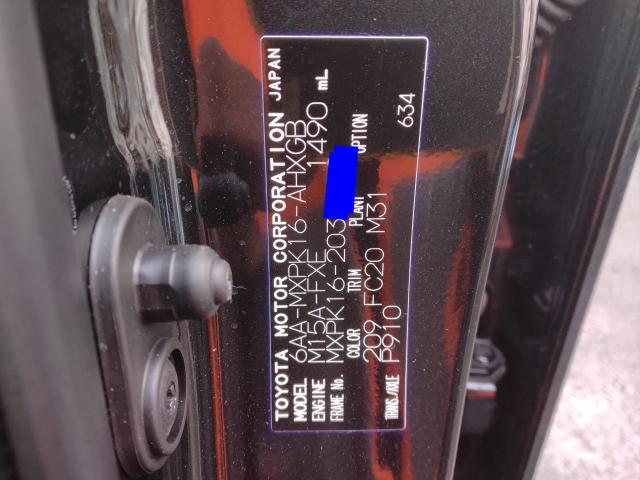 TOYOTA MOTOR CORPORATION JAPAN
MODEL 6AA-MXPK16-AHXGB
ENGINE M15A-FXE 1490 mL
FRAME No. MXPK16-203
COLOR TRIM PLANT OPTION
209 FC20 M31 634
TRANS/AXLE P910